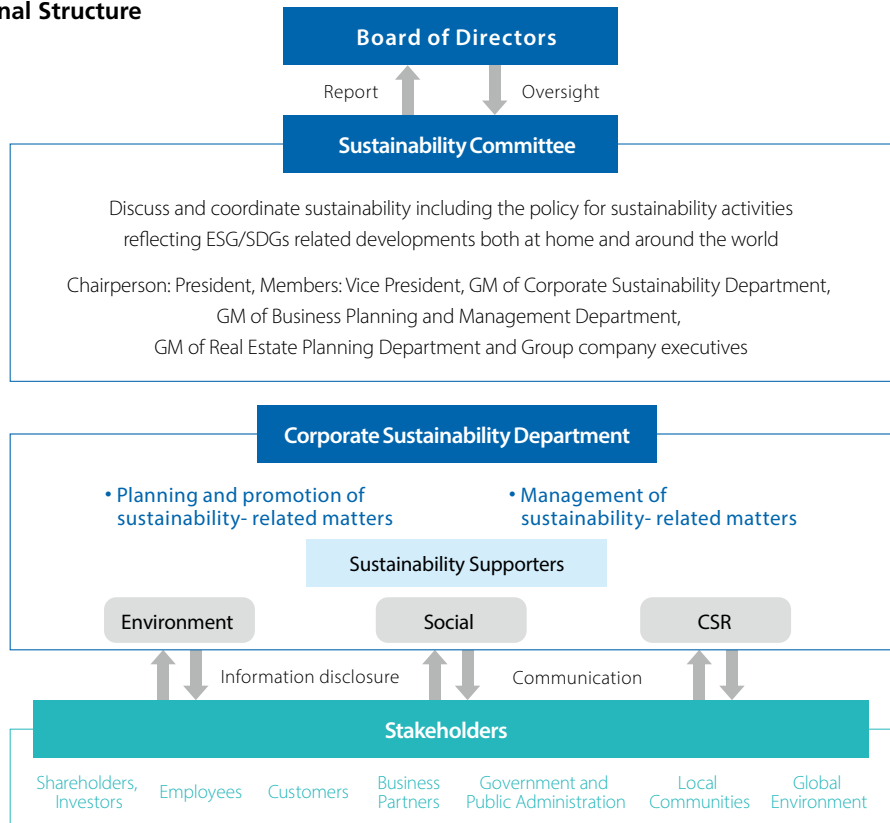 nal Structure
Board of Directors
Report
Oversight
Sustainability Committee
Discuss and coordinate sustainability including the policy for sustainability activities
reflecting ESG/SDGs related developments both at home and around the world
Chairperson: President, Members: Vice President, GM of Corporate Sustainability Department,
GM of Business Planning and Management Department,
GM of Real Estate Planning Department and Group company executives
Corporate Sustainability Department
• Planning and promotion of
sustainability- related matters
• Management of
sustainability- related matters
Sustainability Supporters
Environment
Social
CSR
Information disclosure
Communication
Stakeholders
Shareholders,
Investors
Employees
Customers
Business
Partners
Government and
Public Administration
Local
Communities
Global
Environment